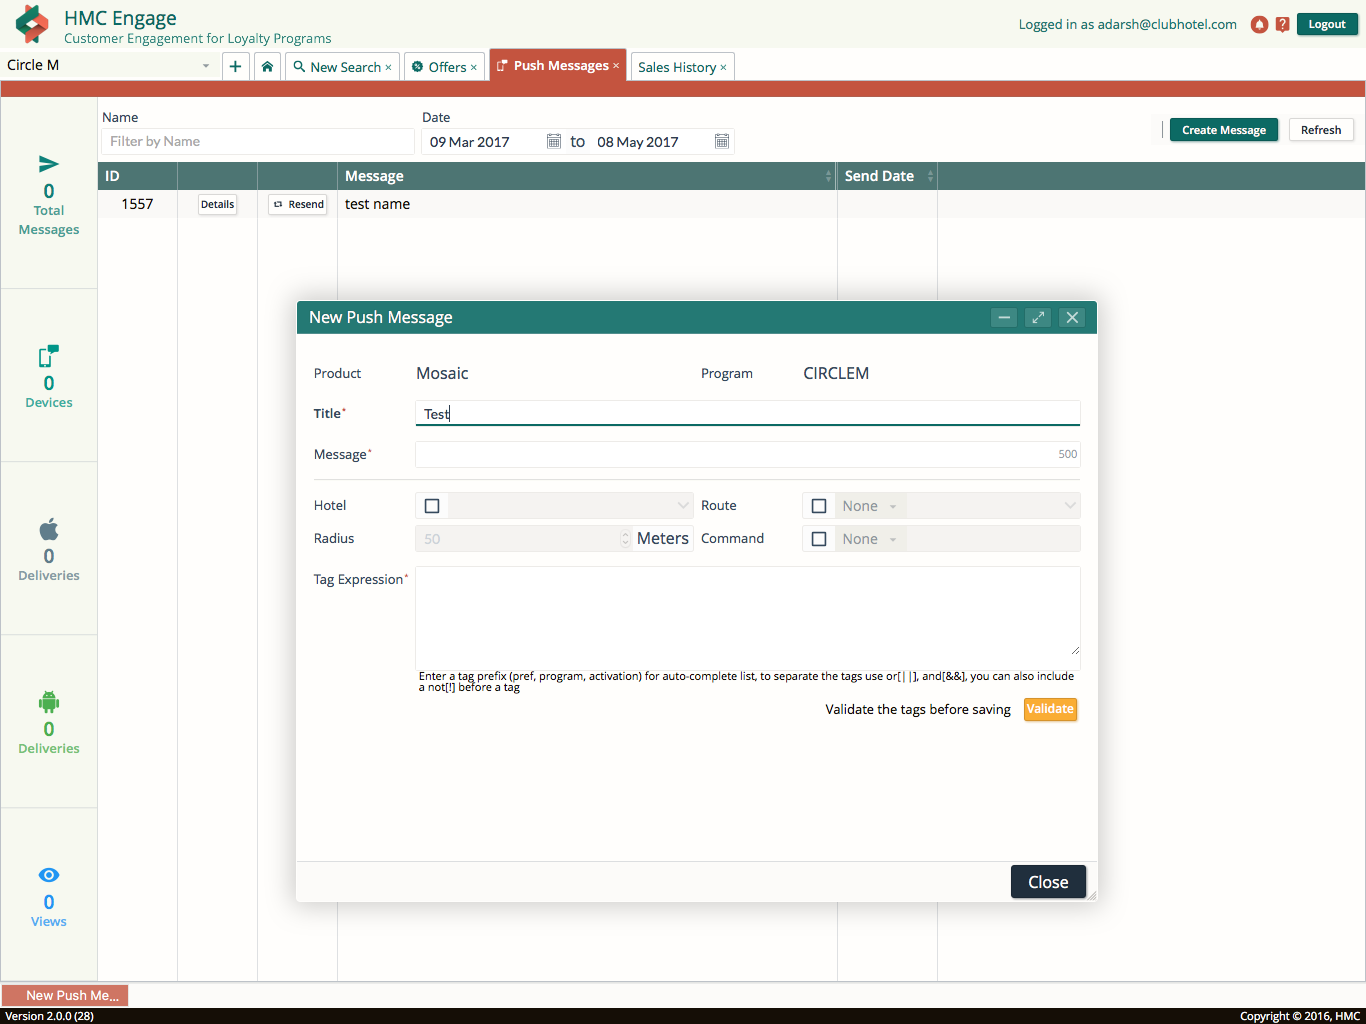 HMC Engage
Customer Engagement for Loyalty Programs
Logged in as adarsh@clubhotel.com
?
Logout
Circle M
+
New Search ×
Offers ×
Push Messages ×
Sales History ×
Name
Date
Filter by Name
09 Mar 2017
to
08 May 2017
Create Message
Refresh
ID
Message
Send Date
1557
Details
Resend
test name
0
Total
Messages
0
Devices
0
Deliveries
0
Deliveries
0
Views
New Push Message
Product
Mosaic
Program
CIRCLEM
Title*
Test
Message*
500
Hotel
Route
None
Radius
50
Meters
Command
None
Tag Expression*
Enter a tag prefix (pref, program, activation) for auto-complete list, to separate the tags use or[||], and[&&], you can also include
a not[!] before a tag
Validate the tags before saving
Validate
Close
New Push Me...
Version 2.0.0 (28)
Copyright © 2016, HMC